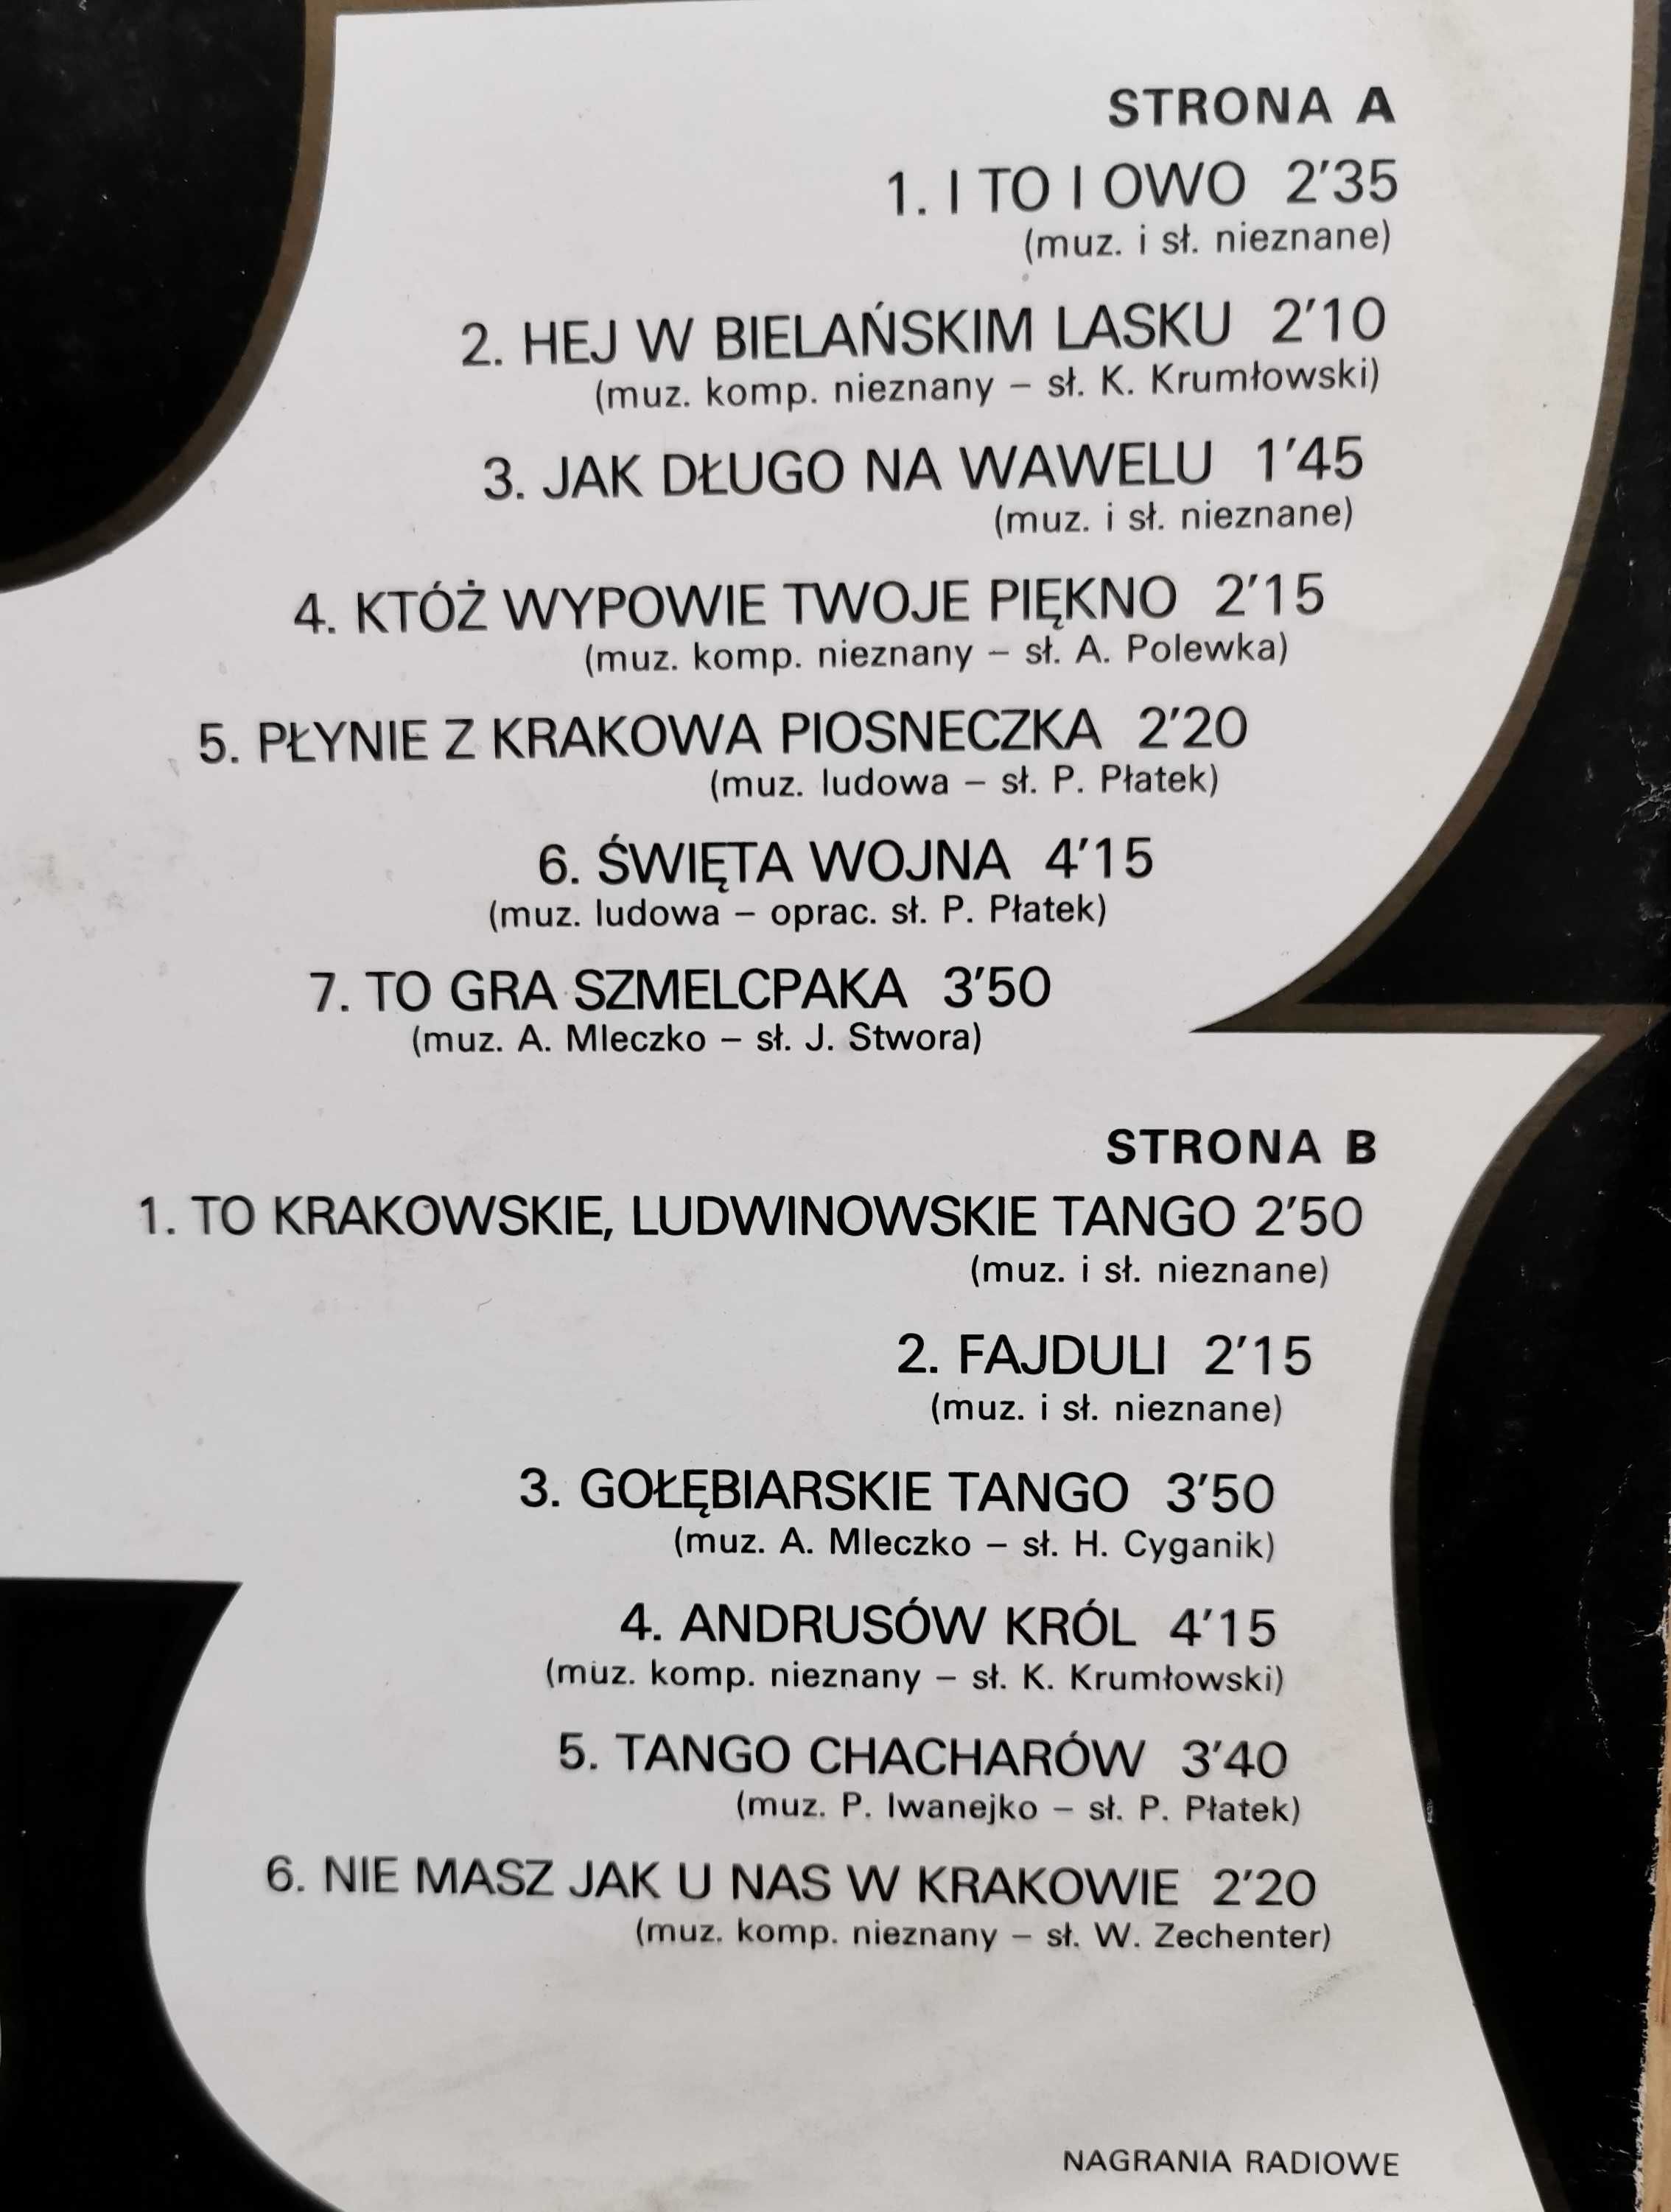 STRONA A
1. I TO I OWO 2'35
(muz. i sł. nieznane)
2. HEJ W BIELAŃSKIM LASKU 2'10
(muz. komp. nieznany – sł. K. Krumłowski)
3. JAK DŁUGO NA WAWELU 1'45
(muz. i sł. nieznane)
4. KTÓŻ WYPOWIE TWOJE PIĘKNO 2'15
(muz. komp. nieznany – sł. A. Polewka)
5. PŁYNIE Z KRAKOWA PIOSNECZKA 2'20
(muz. ludowa – sł. P. Płatek)
6. ŚWIĘTA WOJNA 4'15
(muz. ludowa – oprac. sł. P. Płatek)
7. TO GRA SZMELCPAKA 3'50
(muz. A. Mleczko – sł. J. Stwora)
STRONA B
1. TO KRAKOWSKIE, LUDWINOWSKIE TANGO 2'50
(muz. i sł. nieznane)
2. FAJDULI 2'15
(muz. i sł. nieznane)
3. GOŁĘBIARSKIE TANGO 3'50
(muz. A. Mleczko – sł. H. Cyganik)
4. ANDRUSÓW KRÓL 4'15
(muz. komp. nieznany – sł. K. Krumłowski)
5. TANGO CHACHARÓW 3'40
(muz. P. Iwanejko – sł. P. Płatek)
6. NIE MASZ JAK U NAS W KRAKOWIE 2'20
(muz. komp. nieznany – sł. W. Zechenter)
NAGRANIA RADIOWE